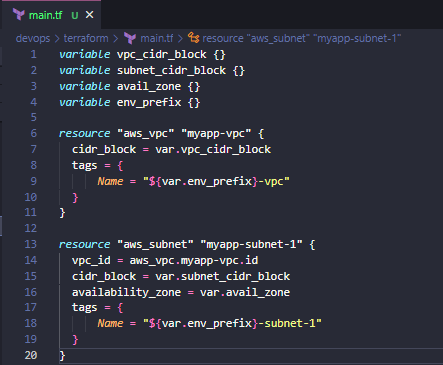 main.tf U ×
devops > terraform > main.tf > resource "aws_subnet" "myapp-subnet-1"
1 variable vpc_cidr_block {}
2 variable subnet_cidr_block {}
3 variable avail_zone {}
4 variable env_prefix {}
5
6 resource "aws_vpc" "myapp-vpc" {
7   cidr_block = var.vpc_cidr_block
8   tags = {
9       Name = "${var.env_prefix}-vpc"
10   }
11 }
12
13 resource "aws_subnet" "myapp-subnet-1" {
14   vpc_id = aws_vpc.myapp-vpc.id
15   cidr_block = var.subnet_cidr_block
16   availability_zone = var.avail_zone
17   tags = {
18       Name = "${var.env_prefix}-subnet-1"
19   }
20 }